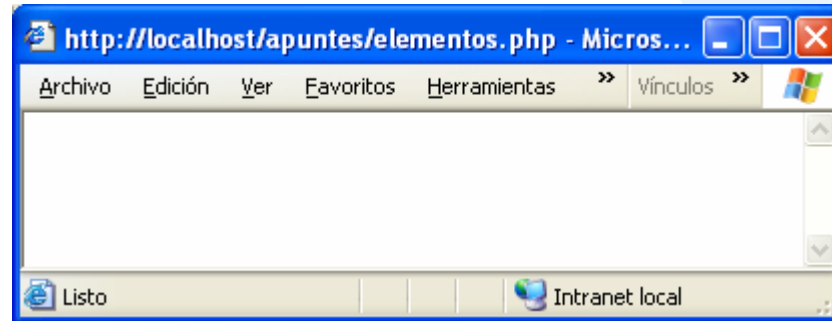 http://localhost/apuntes/elementos.php - Micros...
Archivo Edición Ver Favoritos Herramientas » Vínculos »
Listo Intranet local